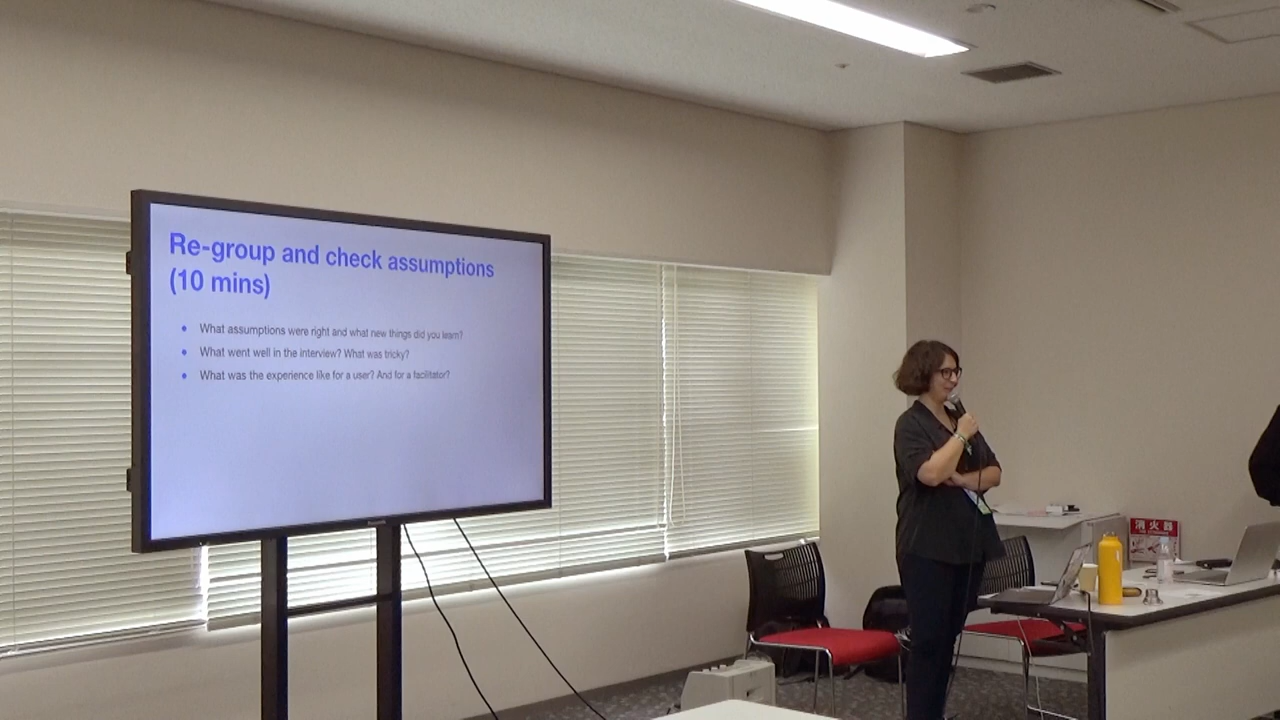 Re-group and check assumptions
(10 mins)
What assumptions were right and what new things did you learn?
What went well in the interview? What was tricky?
What was the experience like for a user? And for a facilitator?
Panasonic
消火器